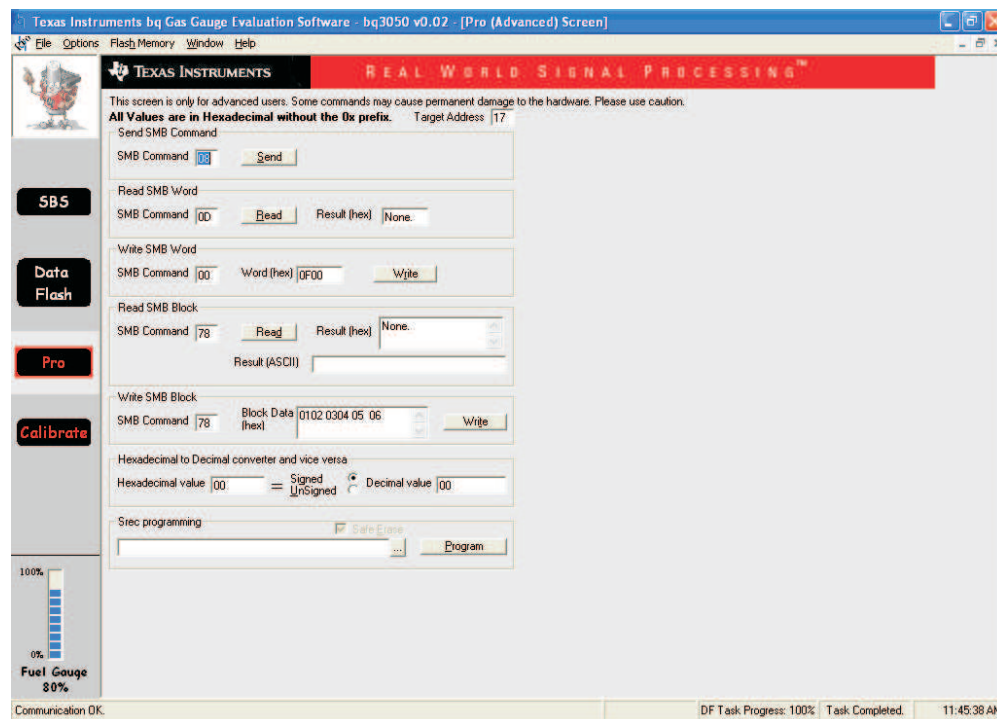 Texas Instruments bq Gas Gauge Evaluation Software - bq3050 v0.02 - [Pro (Advanced) Screen]
File Options Flash Memory Window Help
TEXAS INSTRUMENTS
REAL WORLD SIGNAL PROCESSING™
This screen is only for advanced users. Some commands may cause permanent damage to the hardware. Please use caution.
All Values are in Hexadecimal without the 0x prefix. Target Address 17
Send SMB Command
SMB Command 08 Send
Read SMB Word
SMB Command 0D Read Result (hex) None.
Write SMB Word
SMB Command 00 Word (hex) 0F00 Write
Read SMB Block
SMB Command 78 Read Result (hex) None.
Result (ASCII)
Write SMB Block
SMB Command 78 Block Data (hex) 0102 0304 05 06 Write
Hexadecimal to Decimal converter and vice versa
Hexadecimal value 00 = Signed UnSigned Decimal value 00
Srec programming Safe Erase
... Program
SBS
Data
Flash
Pro
Calibrate
100%
0%
Fuel Gauge
80%
Communication OK. DF Task Progress: 100% Task Completed. 11:45:38 AM